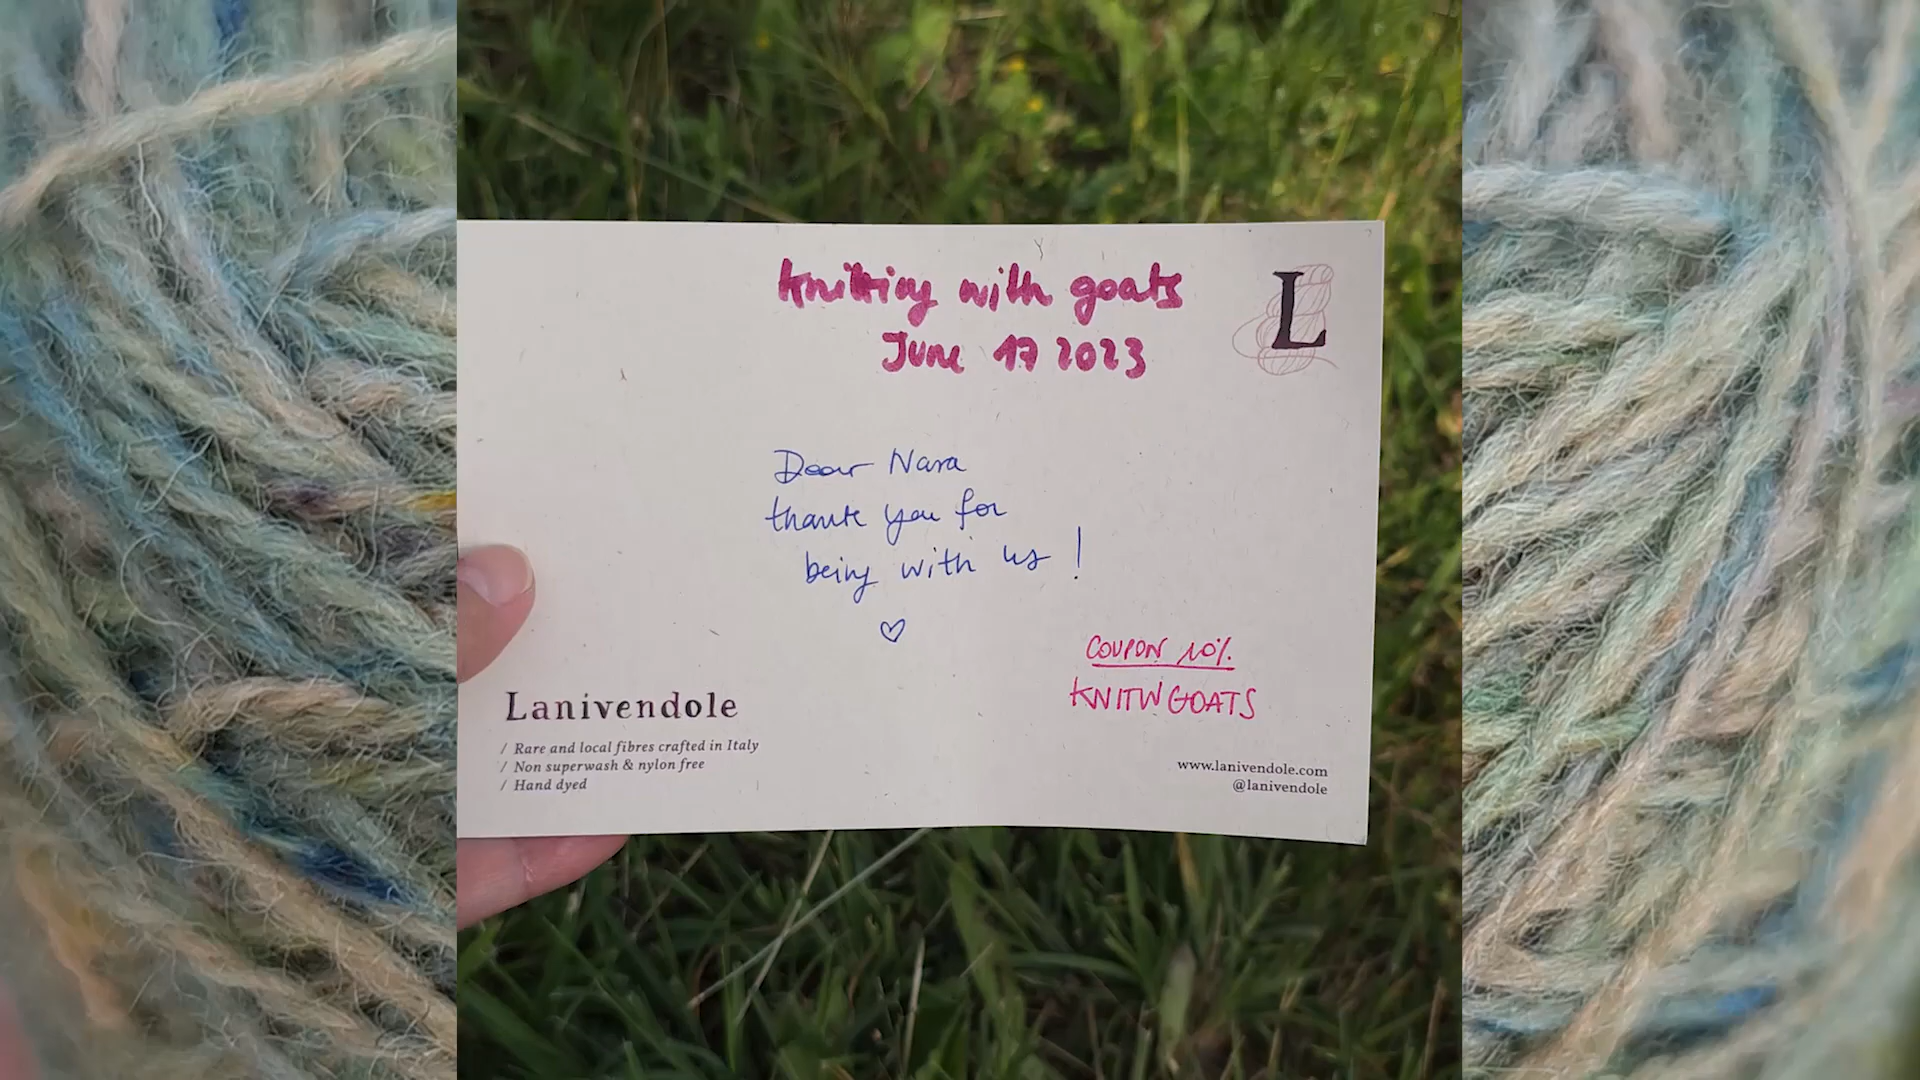 Knitting with goats
June 17 2023
L
Dear Nara
thank you for
being with us!
COUPON 10%
KNITWGOATS
Lanivendole
/ Rare and local fibres crafted in Italy
/ Non superwash & nylon free
/ Hand dyed
www.lanivendole.com
@lanivendole